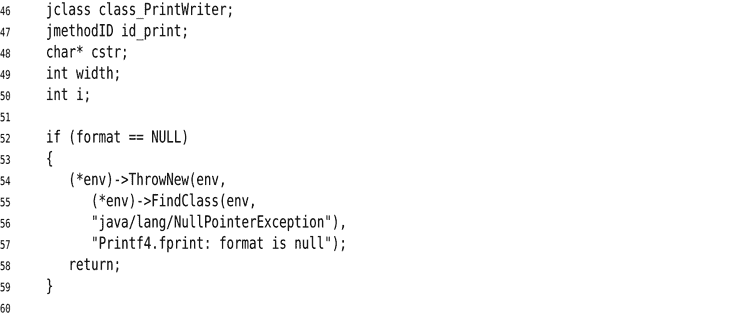 46 jclass class_PrintWriter;
47 jmethodID id_print;
48 char* cstr;
49 int width;
50 int i;
51
52 if (format == NULL)
53 {
54 (*env)->ThrowNew(env,
55 (*env)->FindClass(env,
56 "java/lang/NullPointerException"),
57 "Printf4.fprint: format is null");
58 return;
59 }
60